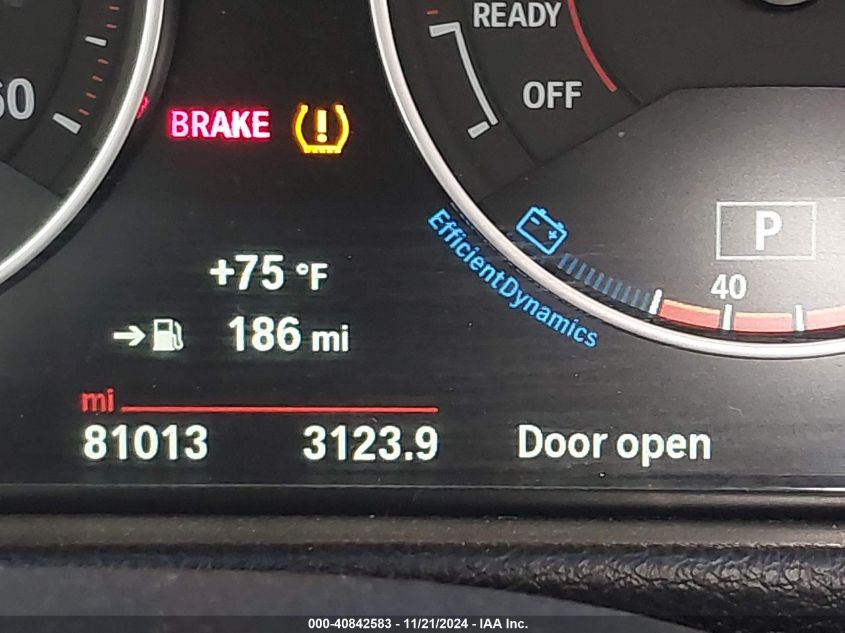 READY
OFF
60
BRAKE
P
+75 °F
EfficientDynamics
40
186 mi
mi
81013 3123.9 Door open
000-40842583 - 11/21/2024 - IAA Inc.